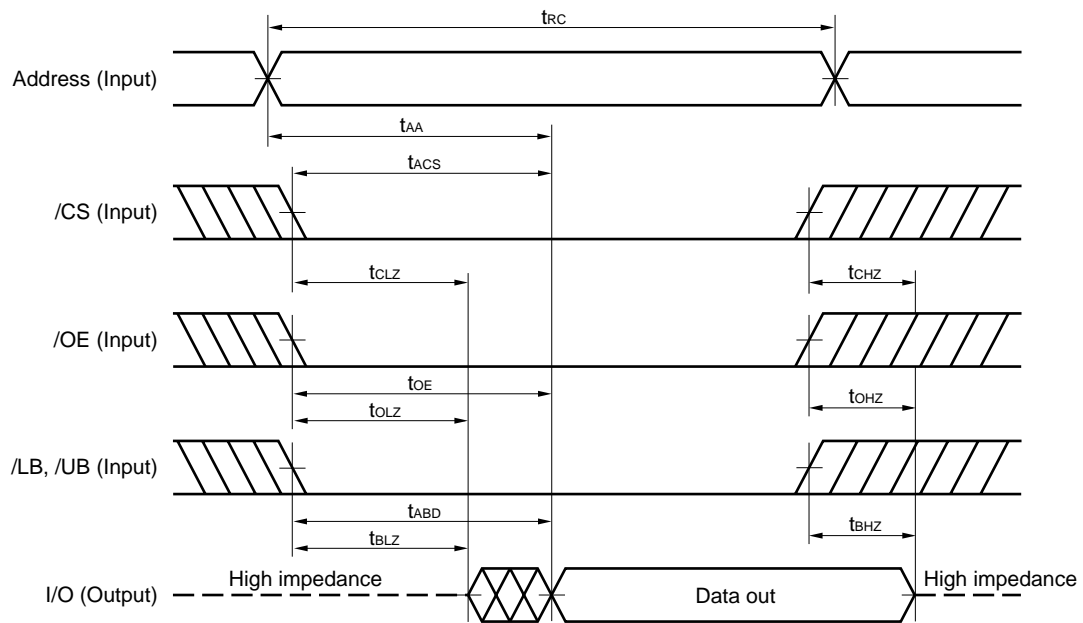 tRC
Address (Input)
tAA
tACS
/CS (Input)
tCLZ
tCHZ
/OE (Input)
tOE
tOLZ
tOHZ
/LB, /UB (Input)
tABD
tBLZ
tBHZ
High impedance
I/O (Output)
Data out
High impedance